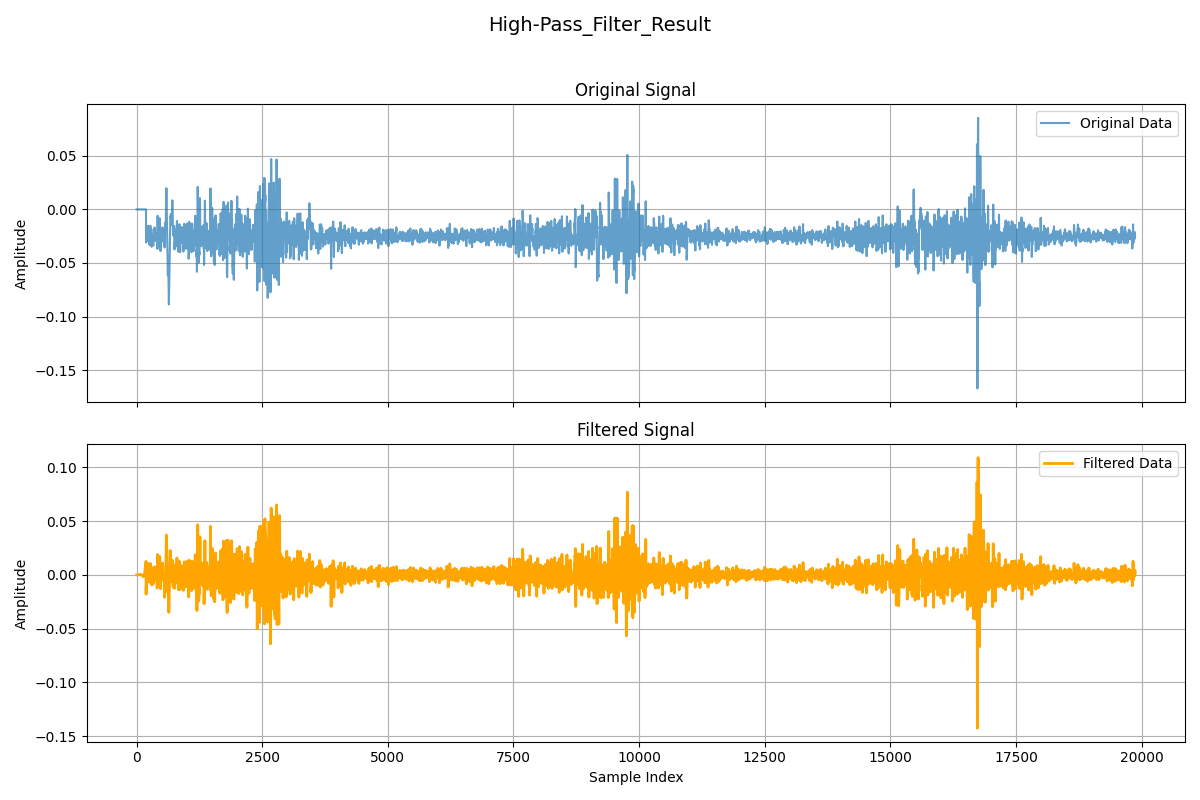 High-Pass_Filter_Result
Original Signal
Original Data
0.05
0.00
−0.05
−0.10
−0.15
Amplitude
Filtered Signal
Filtered Data
0.10
0.05
0.00
−0.05
−0.10
−0.15
Amplitude
0 2500 5000 7500 10000 12500 15000 17500 20000
Sample Index